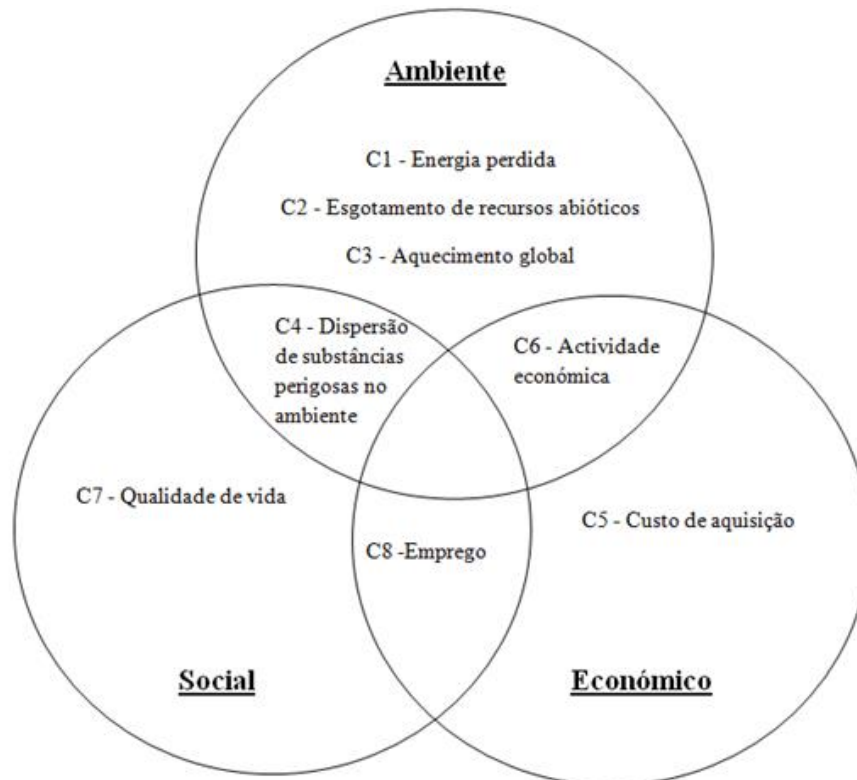 Ambiente
C1 - Energia perdida
C2 - Esgotamento de recursos abióticos
C3 - Aquecimento global
C4 - Dispersão
de substâncias
perigosas no
ambiente
C6 - Actividade
económica
C7 - Qualidade de vida
C5 - Custo de aquisição
C8 -Emprego
Social
Económico